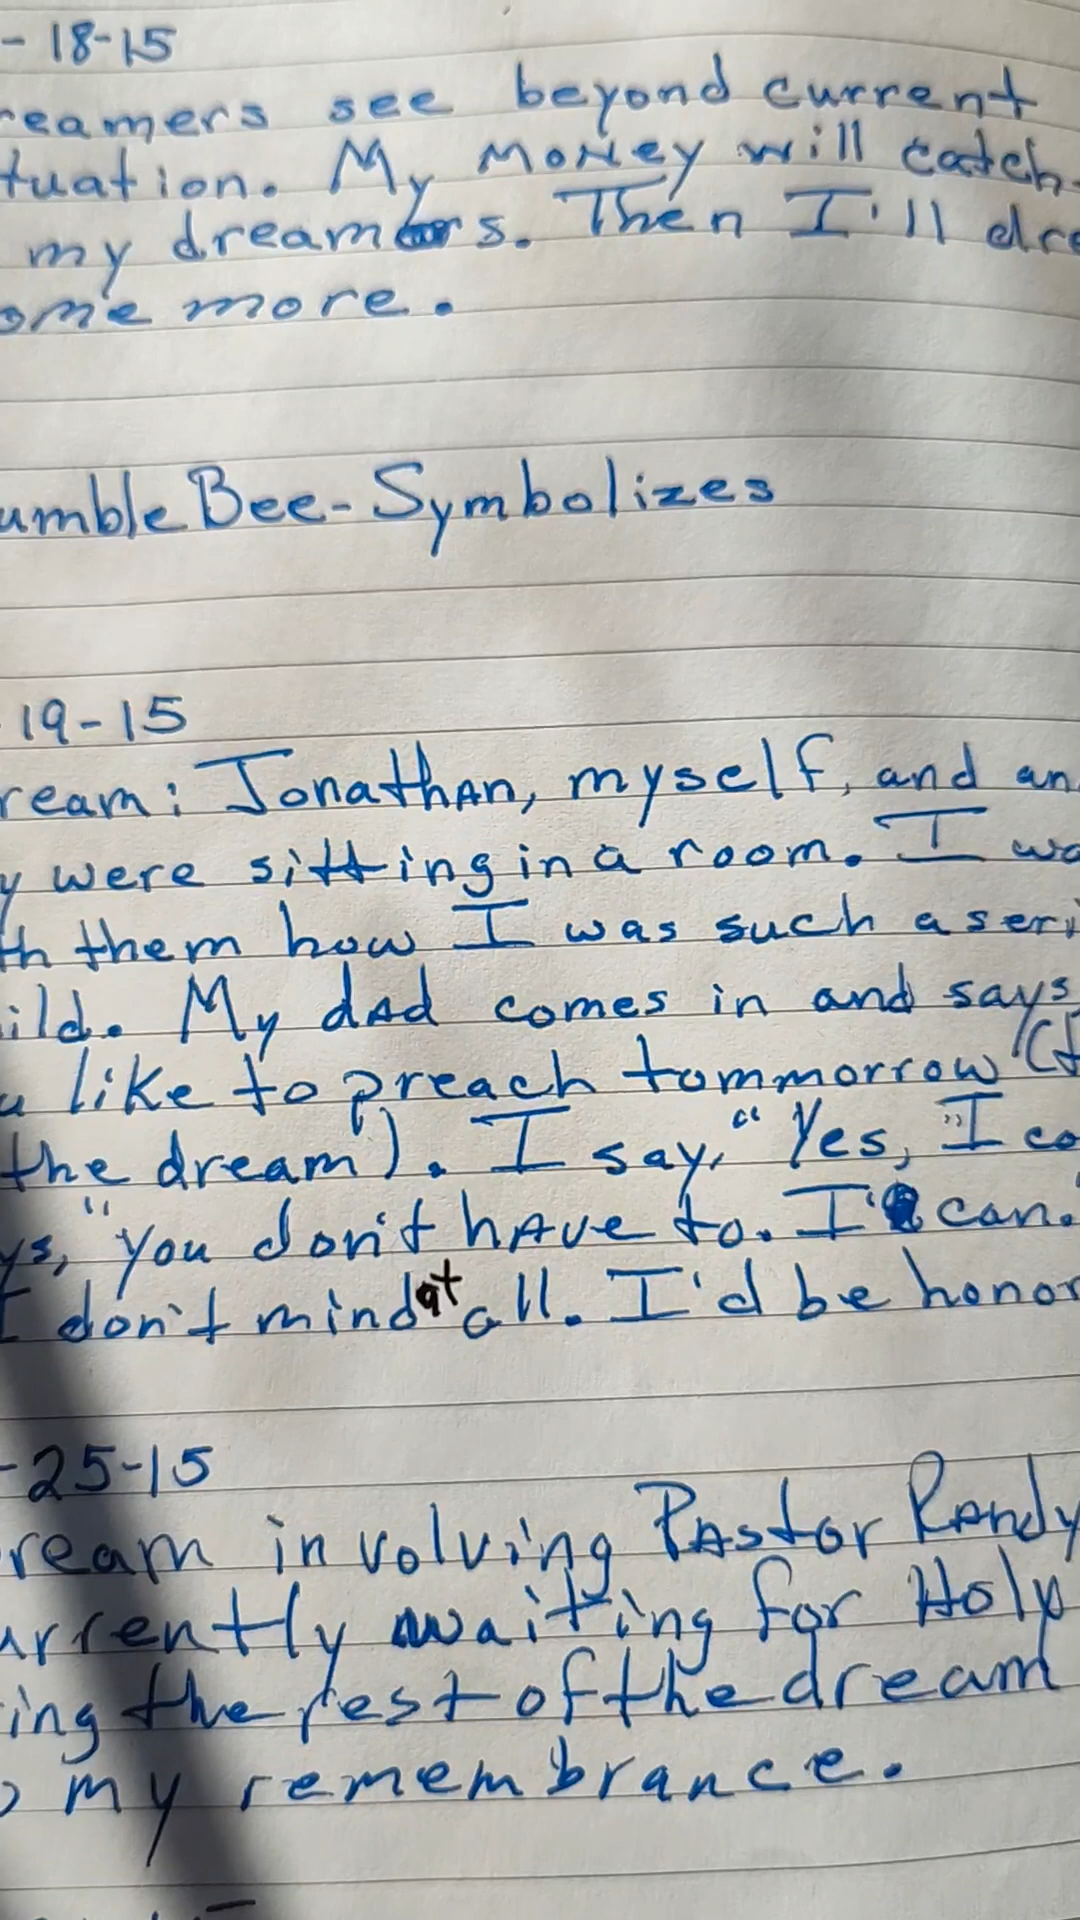 - 18-15
reamers see beyond current
tuation. My Money will catch
my dreams. Then I'll dre
ome more.
umble Bee-Symbolizes
19-15
ream: Jonathan, myself, and an
y were sitting in a room. I wa
th them how I was such a seri
ild. My dad comes in and says
u like to preach tommorrow (t
the dream"). I say, "Yes, I co
ys, "you don't have to. I can.
I don't mind at all. I'd be honor
-25-15
ream involving Pastor Randy
urrently waiting for Holy
ing the rest of the dream
o my remembrance.